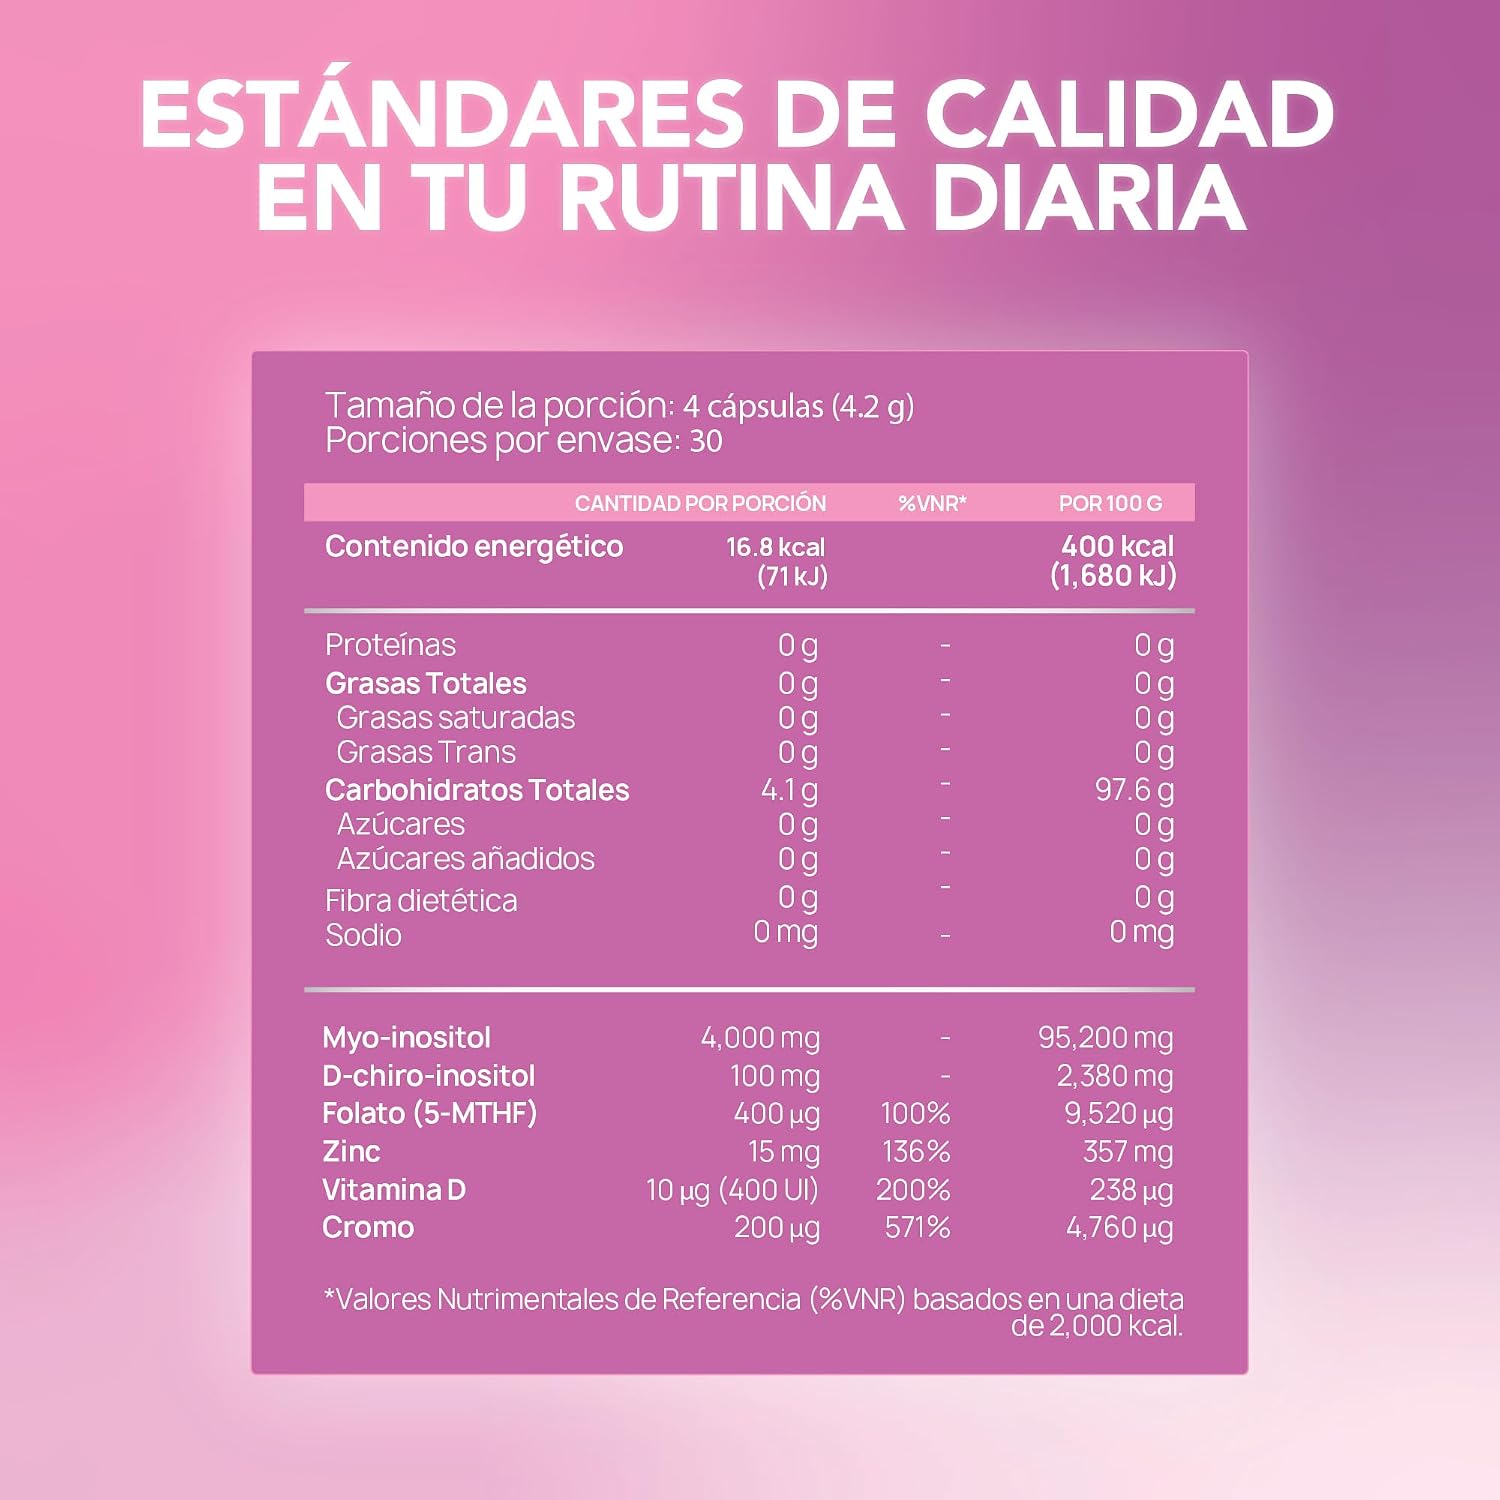 ESTÁNDARES DE CALIDAD
EN TU RUTINA DIARIA
Tamaño de la porción: 4 cápsulas (4.2 g)
Porciones por envase: 30
CANTIDAD POR PORCIÓN %VNR* POR 100 G
Contenido energético 16.8 kcal 400 kcal
(71 kJ) (1,680 kJ)
Proteínas 0 g - 0 g
Grasas Totales 0 g - 0 g
Grasas saturadas 0 g - 0 g
Grasas Trans 0 g - 0 g
Carbohidratos Totales 4.1 g - 97.6 g
Azúcares 0 g - 0 g
Azúcares añadidos 0 g - 0 g
Fibra dietética 0 g - 0 g
Sodio 0 mg - 0 mg
Myo-inositol 4,000 mg - 95,200 mg
D-chiro-inositol 100 mg - 2,380 mg
Folato (5-MTHF) 400 µg 100% 9,520 µg
Zinc 15 mg 136% 357 mg
Vitamina D 10 µg (400 UI) 200% 238 µg
Cromo 200 µg 571% 4,760 µg
*Valores Nutrimentales de Referencia (%VNR) basados en una dieta
de 2,000 kcal.